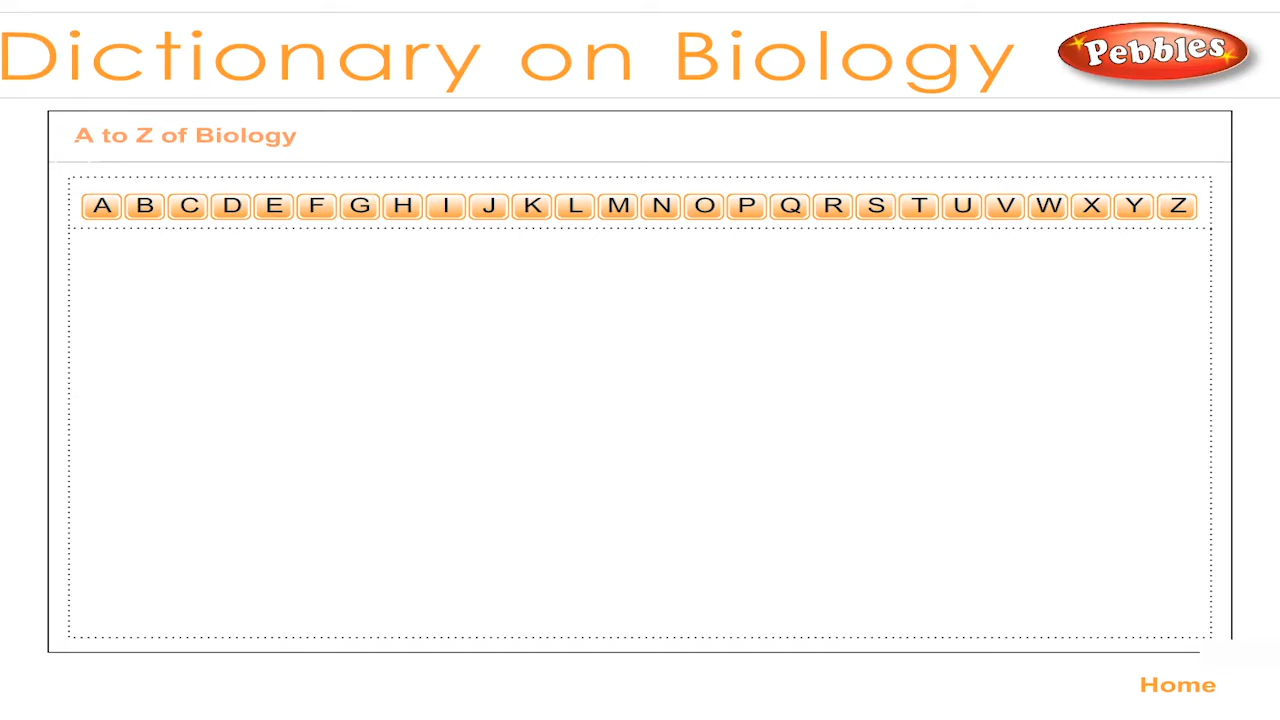 Dictionary on Biology
Pebbles
A to Z of Biology
A B C D E F G H I J K L M N O P Q R S T U V W X Y Z
Home